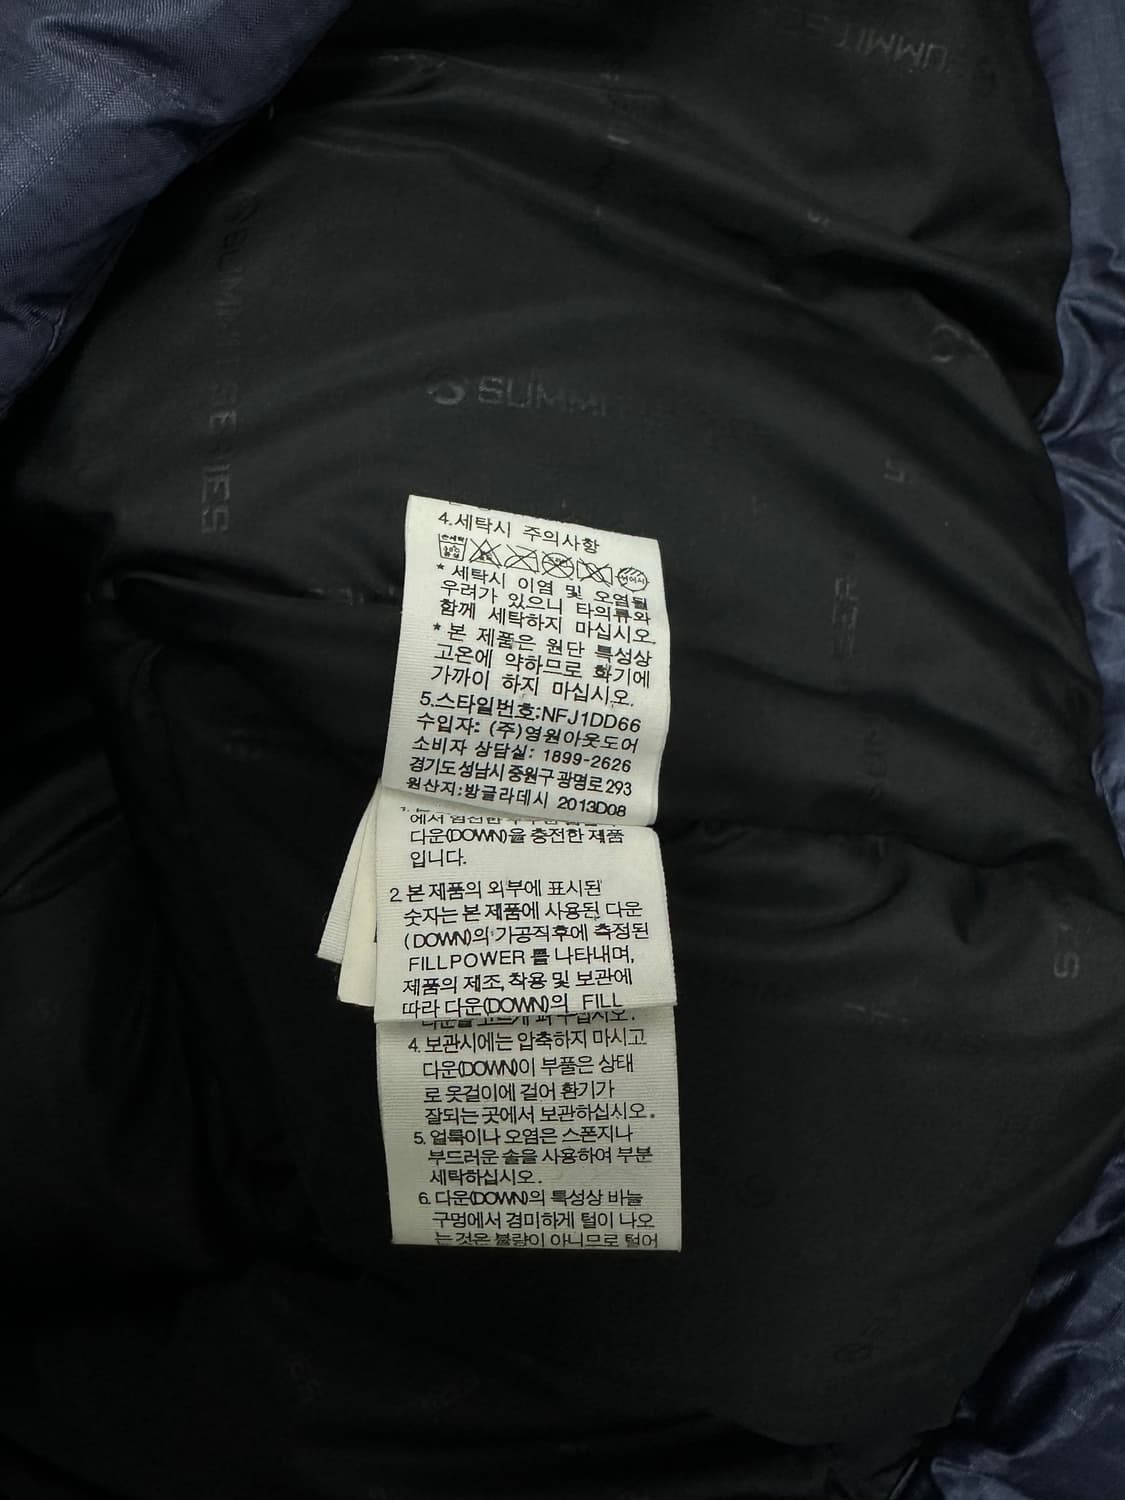 SUMMIT SE
SUMMIT SERIES
SUMMI
4.세탁시 주의사항
손세탁
30℃
중성
* 세탁시 이염 및 오염될
우려가 있으니 타의류와
함께 세탁하지 마십시오.
* 본 제품은 원단 특성상
고온에 약하므로 화기에
가까이 하지 마십시오.
5.스타일번호:NFJ1DD66
수입자: (주)영원아웃도어
소비자 상담실: 1899-2626
경기도 성남시 중원구 광명로 293
원산지:방글라데시 2013D08
다운(DOWN)을 충전한 제품
입니다.
2. 본 제품의 외부에 표시된
숫자는 본 제품에 사용된 다운
(DOWN)의 가공직후에 측정된
FILLPOWER 를 나타내며,
제품의 제조, 착용 및 보관에
따라 다운(DOWN)의 FILL
4. 보관시에는 압축하지 마시고
다운(DOWN)이 부풀은 상태
로 옷걸이에 걸어 환기가
잘되는 곳에서 보관하십시오.
5. 얼룩이나 오염은 스폰지나
부드러운 솔을 사용하여 부분
세탁하십시오.
6. 다운(DOWN)의 특성상 바늘
구멍에서 경미하게 털이 나오
는 것은 불량이 아니므로 털어